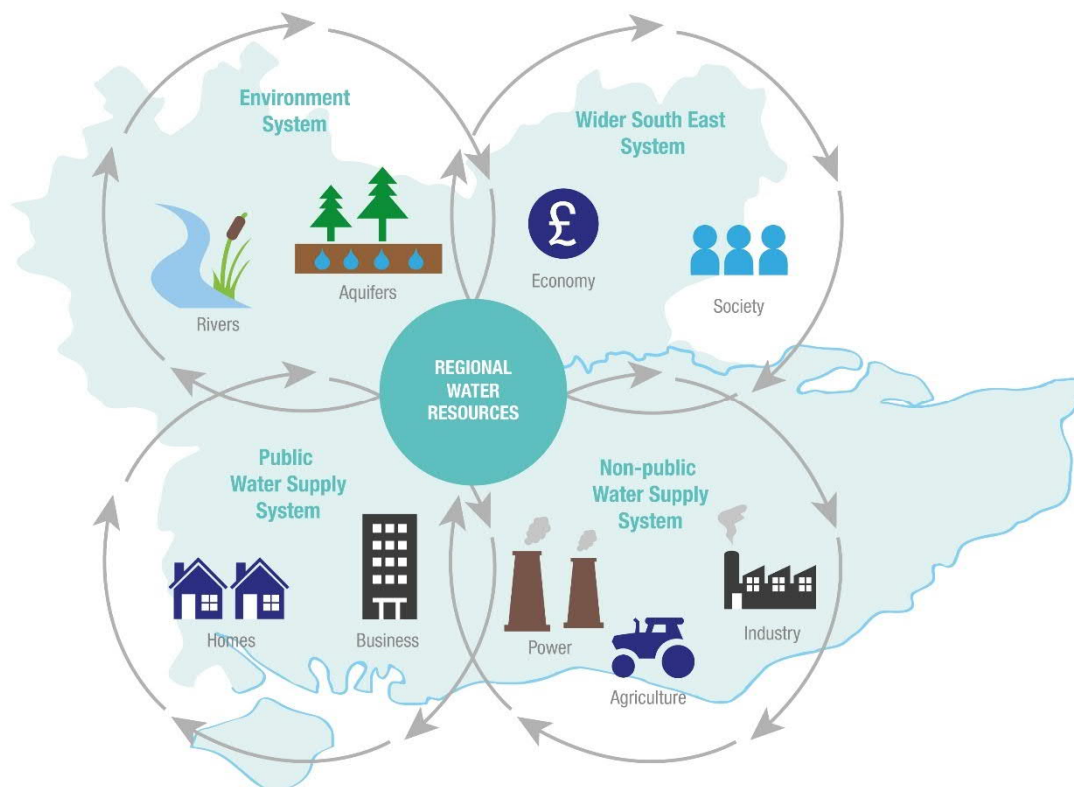 Environment
System
Rivers
Aquifers
Wider South East
System
£
Economy
Society
REGIONAL
WATER
RESOURCES
Public
Water Supply
System
Homes
Business
Non-public
Water Supply
System
Power
Agriculture
Industry